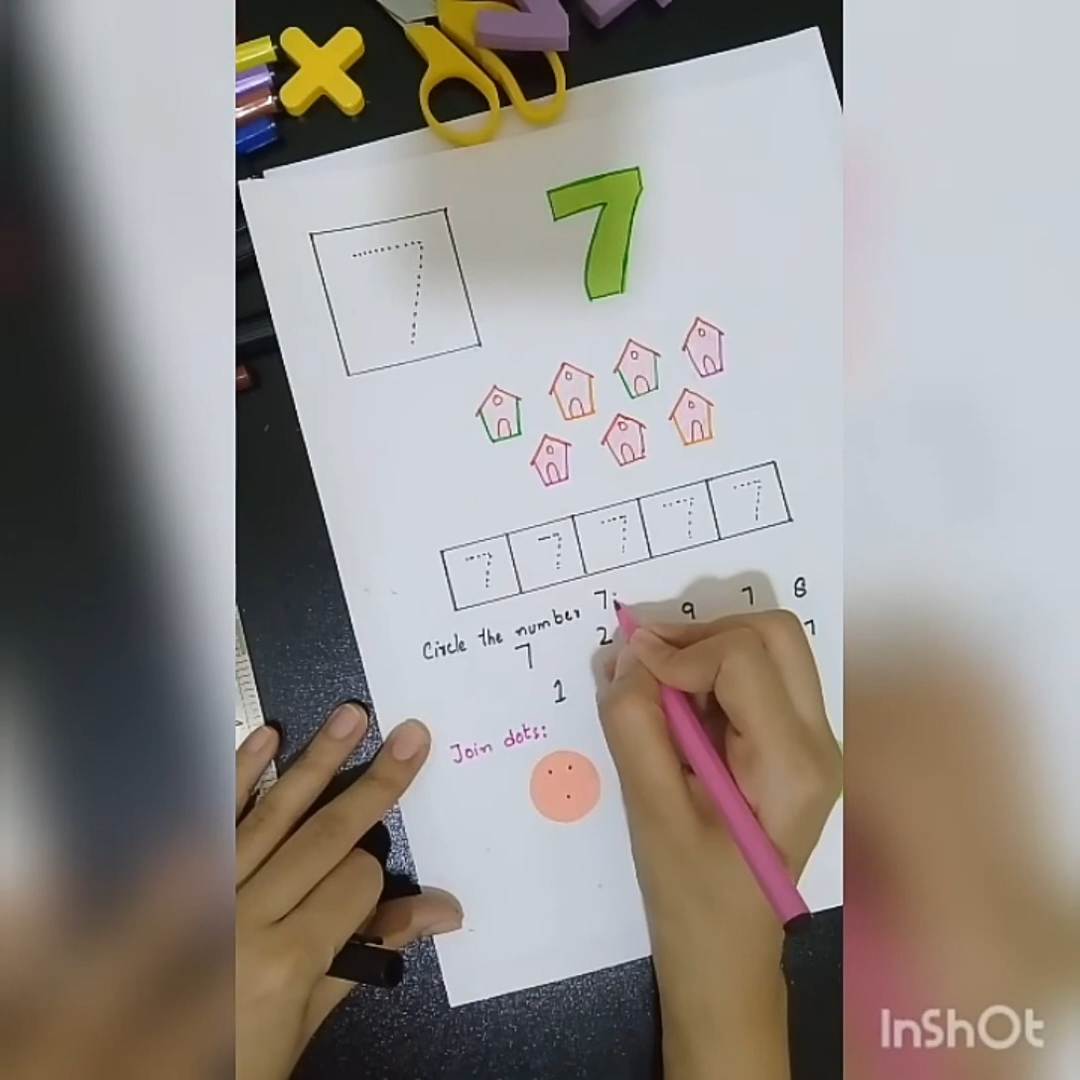 7
7
7 7 7 7 7
Circle the number 7:
9 7 8
7 2 7
1
Join dots:
InShOt